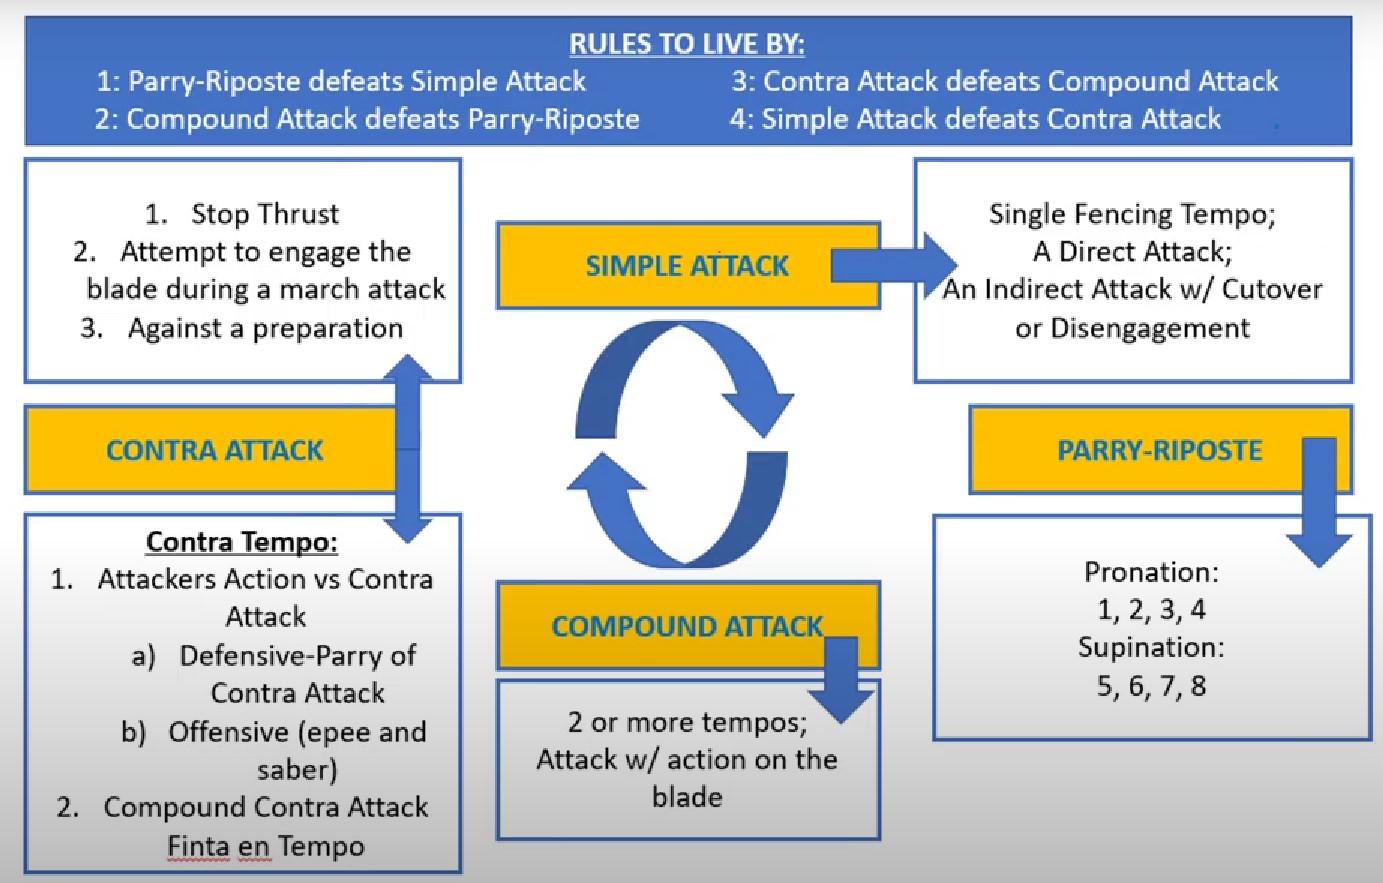 RULES TO LIVE BY:
1: Parry-Riposte defeats Simple Attack
2: Compound Attack defeats Parry-Riposte
3: Contra Attack defeats Compound Attack
4: Simple Attack defeats Contra Attack
1. Stop Thrust
2. Attempt to engage the
blade during a march attack
3. Against a preparation
SIMPLE ATTACK
Single Fencing Tempo;
A Direct Attack;
An Indirect Attack w/ Cutover
or Disengagement
CONTRA ATTACK
PARRY-RIPOSTE
Contra Tempo:
1. Attackers Action vs Contra
Attack
a) Defensive-Parry of
Contra Attack
b) Offensive (epee and
saber)
2. Compound Contra Attack
Finta en Tempo
COMPOUND ATTACK
2 or more tempos;
Attack w/ action on the
blade
Pronation:
1, 2, 3, 4
Supination:
5, 6, 7, 8